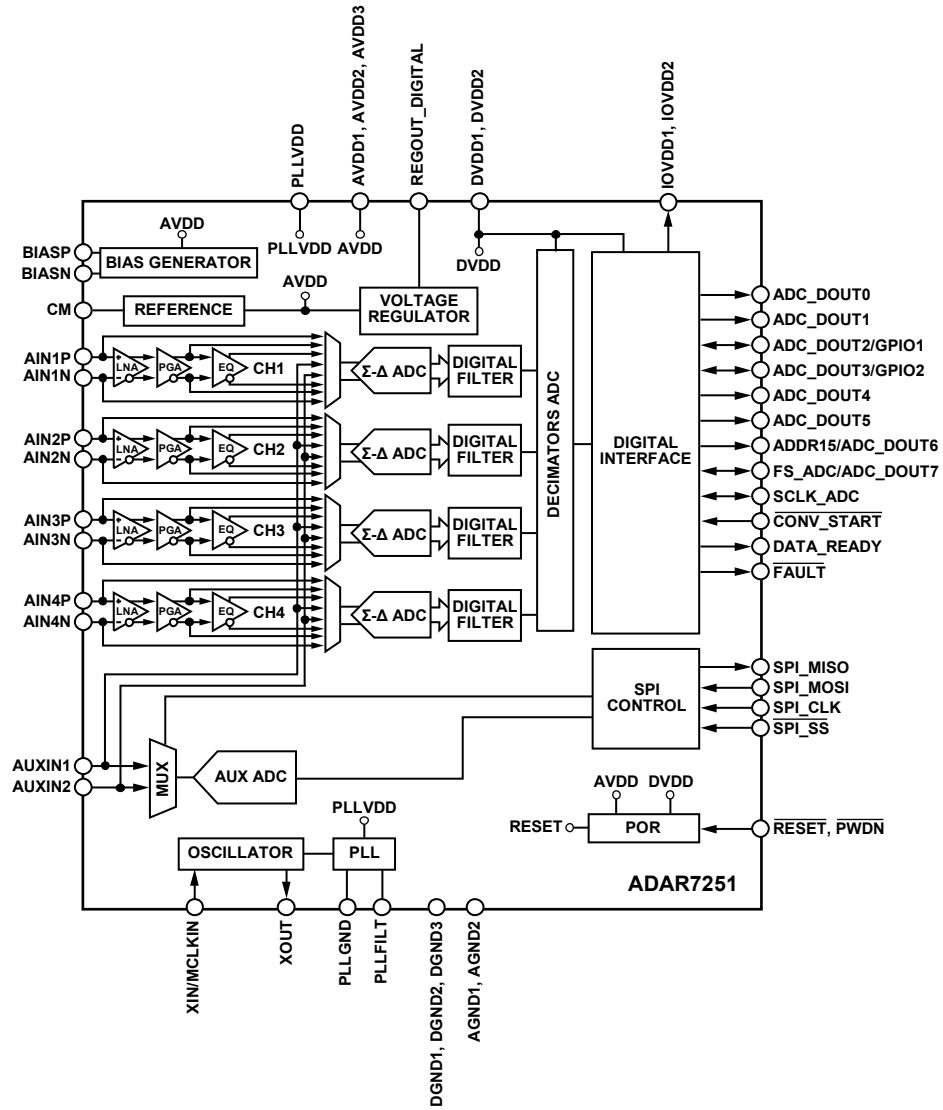 PLLVDD
AVDD1, AVDD2, AVDD3
REGOUT_DIGITAL
DVDD1, DVDD2
IOVDD1, IOVDD2
AVDD
PLLVDD
AVDD
DVDD
BIASP
BIASN
BIAS GENERATOR
CM
REFERENCE
AVDD
VOLTAGE
REGULATOR
AIN1P
AIN1N
+
−
LNA
PGA
EQ
CH1
Σ-Δ ADC
DIGITAL
FILTER
AIN2P
AIN2N
+
−
LNA
PGA
EQ
CH2
Σ-Δ ADC
DIGITAL
FILTER
AIN3P
AIN3N
+
−
LNA
PGA
EQ
CH3
Σ-Δ ADC
DIGITAL
FILTER
AIN4P
AIN4N
+
−
LNA
PGA
EQ
CH4
Σ-Δ ADC
DIGITAL
FILTER
DECIMATORS ADC
DIGITAL
INTERFACE
ADC_DOUT0
ADC_DOUT1
ADC_DOUT2/GPIO1
ADC_DOUT3/GPIO2
ADC_DOUT4
ADC_DOUT5
ADDR15/ADC_DOUT6
FS_ADC/ADC_DOUT7
SCLK_ADC
CONV_START
DATA_READY
FAULT
SPI
CONTROL
SPI_MISO
SPI_MOSI
SPI_CLK
SPI_SS
AUXIN1
AUXIN2
MUX
AUX ADC
AVDD
DVDD
RESET
POR
RESET, PWDN
PLLVDD
OSCILLATOR
PLL
ADAR7251
XIN/MCLKIN
XOUT
PLLGND
PLLFILT
DGND1, DGND2, DGND3
AGND1, AGND2